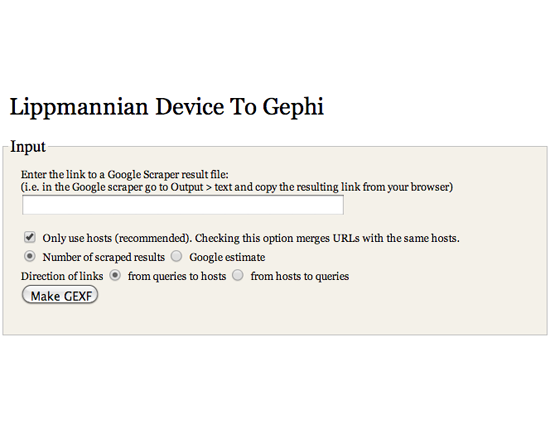 Lippmannian Device To Gephi
Input
Enter the link to a Google Scraper result file:
(i.e. in the Google scraper go to Output > text and copy the resulting link from your browser)
Only use hosts (recommended). Checking this option merges URLs with the same hosts.
Number of scraped results Google estimate
Direction of links from queries to hosts from hosts to queries
Make GEXF